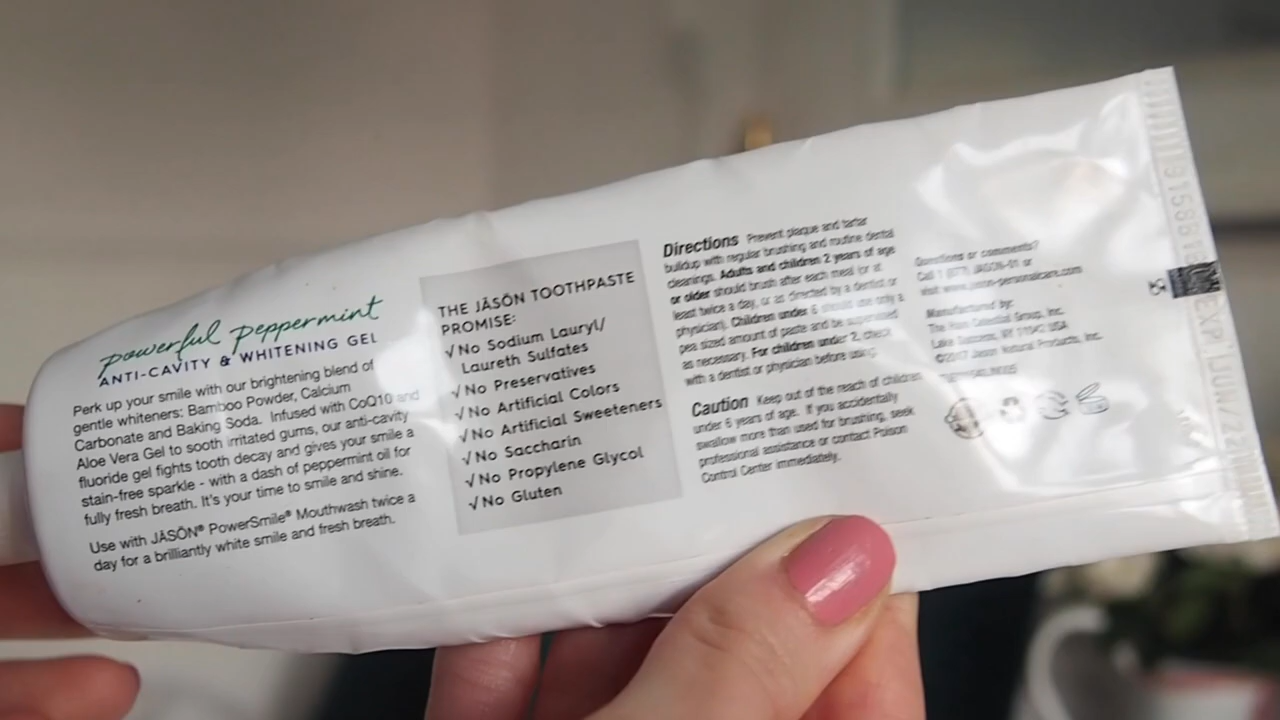 powerful peppermint
ANTI-CAVITY & WHITENING GEL
Perk up your smile with our brightening blend of
gentle whiteners: Bamboo Powder, Calcium
Carbonate and Baking Soda. Infused with CoQ10 and
Aloe Vera Gel to sooth irritated gums, our anti-cavity
fluoride gel fights tooth decay and gives your smile a
stain-free sparkle - with a dash of peppermint oil for
fully fresh breath. It's your time to smile and shine.
Use with JĀSÖN® PowerSmile® Mouthwash twice a
day for a brilliantly white smile and fresh breath.
THE JĀSÖN TOOTHPASTE
PROMISE:
√ No Sodium Lauryl/
Laureth Sulfates
√ No Preservatives
√ No Artificial Colors
√ No Artificial Sweeteners
√ No Saccharin
√ No Propylene Glycol
√ No Gluten
Directions Prevent plaque and tartar
buildup with regular brushing and routine dental
cleanings. Adults and children 2 years of age
or older should brush after each meal (or at
least twice a day, or as directed by a dentist or
physician). Children under 6 should use only a
pea sized amount of paste and be supervised
as necessary. For children under 2, check
with a dentist or physician before using.
Caution Keep out of the reach of children
under 6 years of age. If you accidentally
swallow more than used for brushing, seek
professional assistance or contact Poison
Control Center immediately.
Questions or comments?
Call 1 (877) JASON-01 or
visit www.jason-personalcare.com
Manufactured by:
The Hain Celestial Group, Inc.
Lake Success, NY 11042 USA
©2017 Jason Natural Products, Inc.